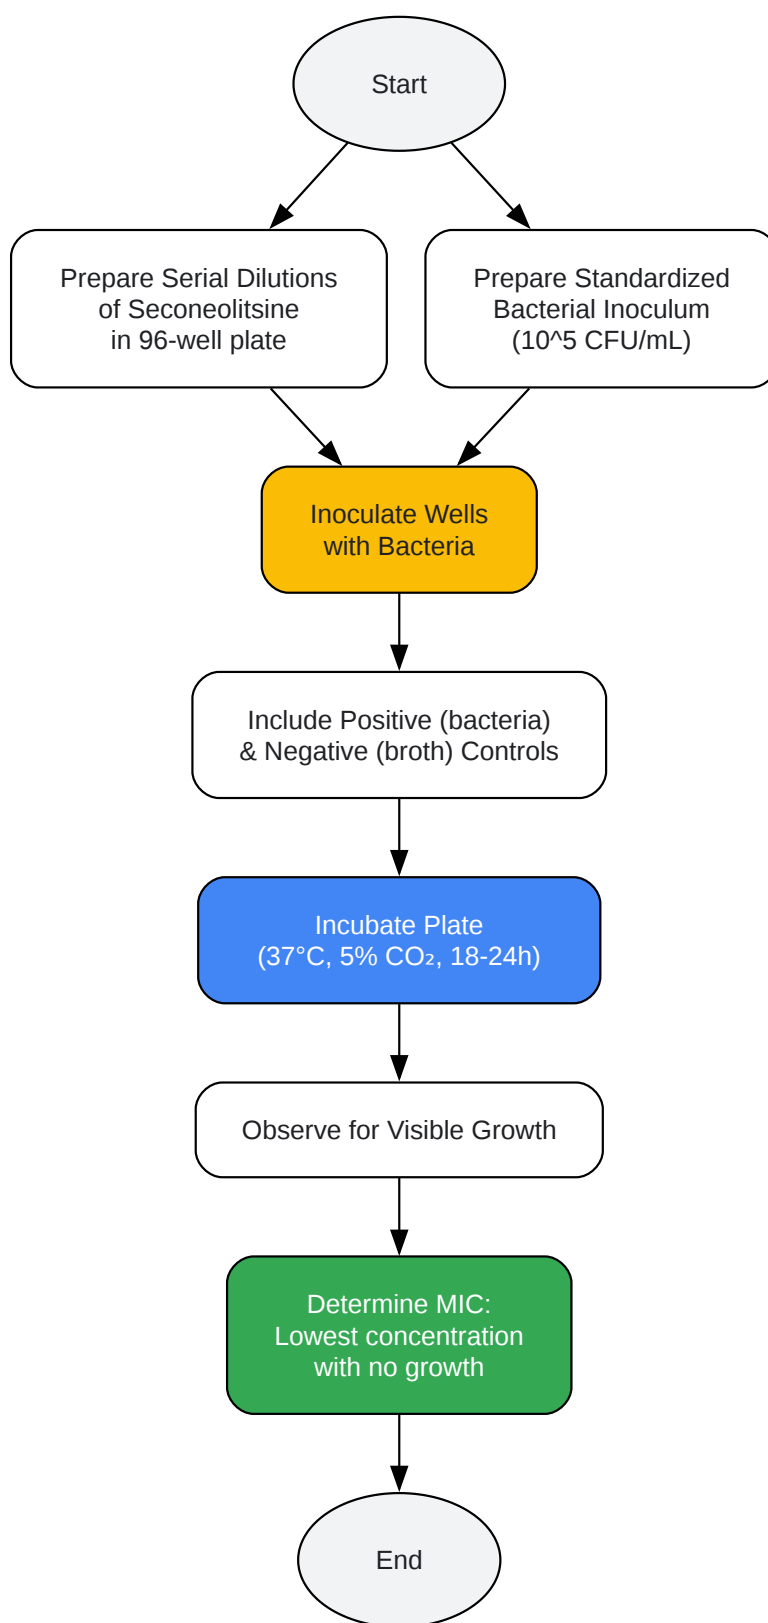 Start
Prepare Serial Dilutions
of Seconeolitsine
in 96-well plate
Prepare Standardized
Bacterial Inoculum
(10^5 CFU/mL)
Inoculate Wells
with Bacteria
Include Positive (bacteria)
& Negative (broth) Controls
Incubate Plate
(37°C, 5% CO₂, 18-24h)
Observe for Visible Growth
Determine MIC:
Lowest concentration
with no growth
End